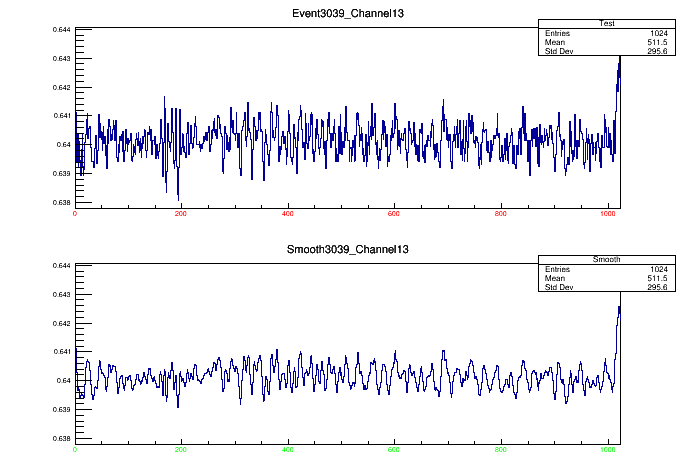 Event3039_Channel13
Test
Entries 1024
Mean 511.5
Std Dev 295.6
0.644
0.643
0.642
0.641
0.64
0.639
0.638
0 200 400 600 800 1000
Smooth3039_Channel13
Smooth
Entries 1024
Mean 511.5
Std Dev 295.6
0.644
0.643
0.642
0.641
0.64
0.639
0.638
0 200 400 600 800 1000